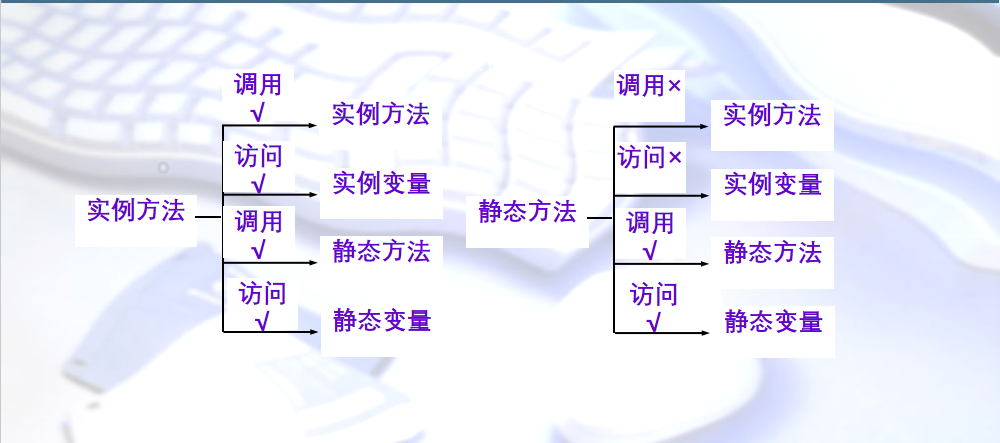 调用
√
实例方法
访问
√
实例变量
实例方法
调用
√
静态方法
访问
√
静态变量
调用×
实例方法
访问×
实例变量
静态方法
调用
√
静态方法
访问
√
静态变量